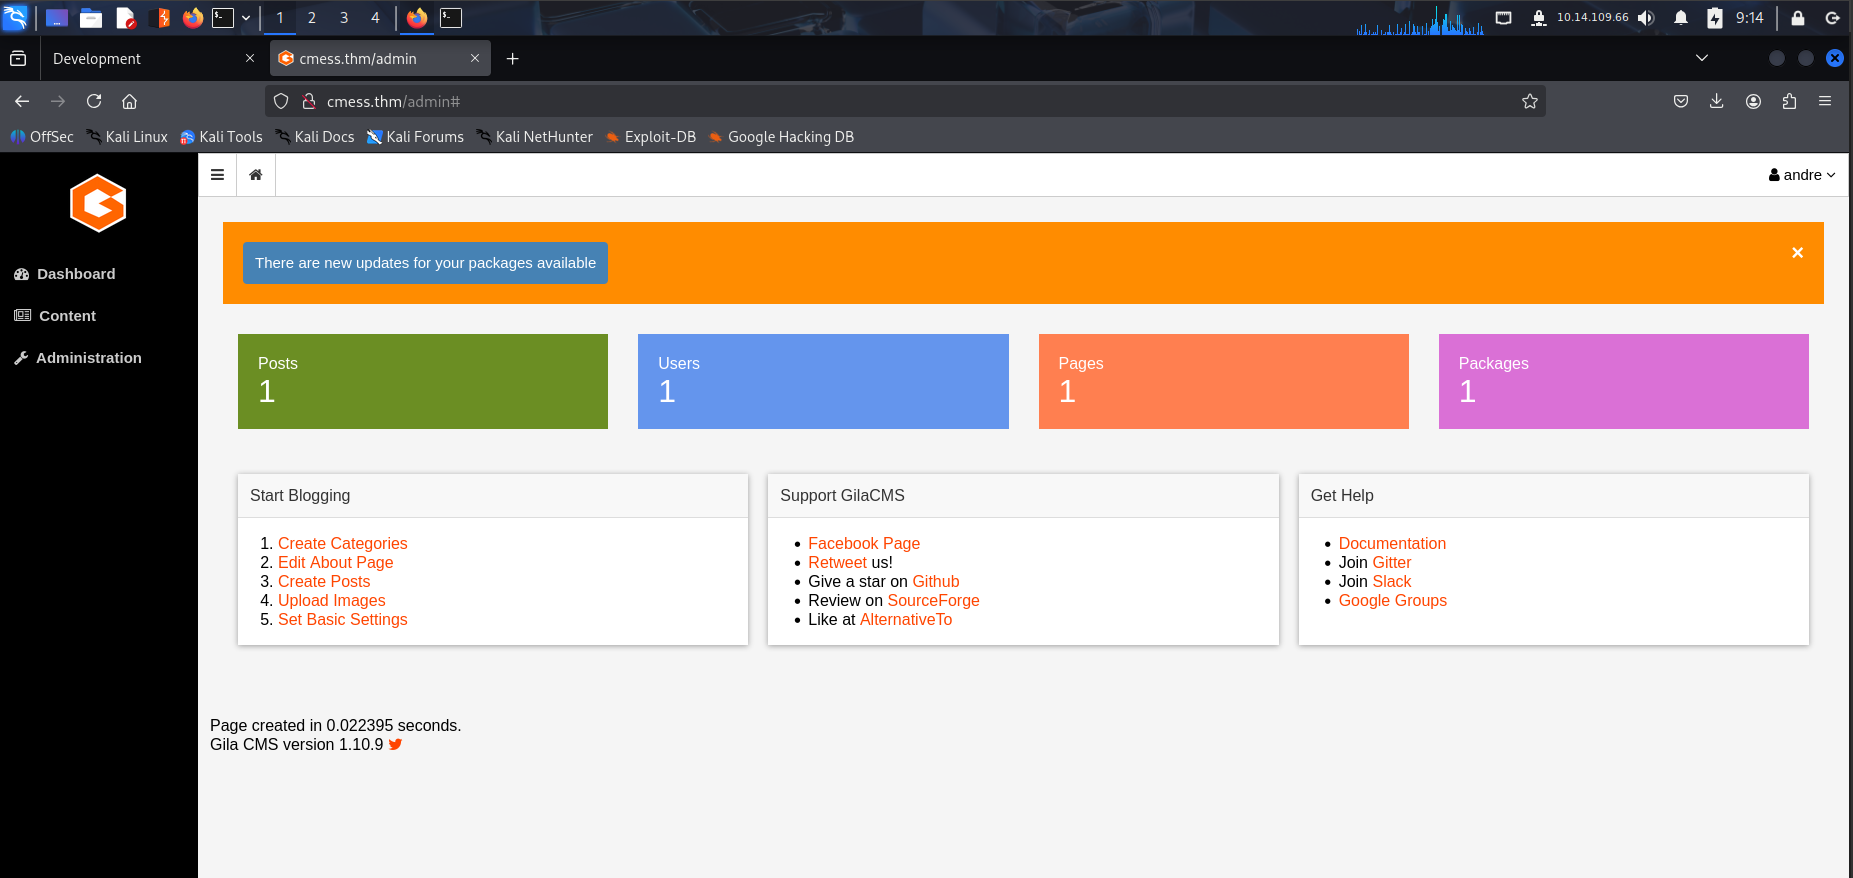 1 2 3 4 10.14.109.66 9:14
Development cmess.thm/admin
cmess.thm/admin#
OffSec Kali Linux Kali Tools Kali Docs Kali Forums Kali NetHunter Exploit-DB Google Hacking DB
andre
There are new updates for your packages available
Dashboard
Content
Administration
Posts
1
Users
1
Pages
1
Packages
1
Start Blogging
1. Create Categories
2. Edit About Page
3. Create Posts
4. Upload Images
5. Set Basic Settings
Support GilaCMS
Facebook Page
Retweet us!
Give a star on Github
Review on SourceForge
Like at AlternativeTo
Get Help
Documentation
Join Gitter
Join Slack
Google Groups
Page created in 0.022395 seconds.
Gila CMS version 1.10.9